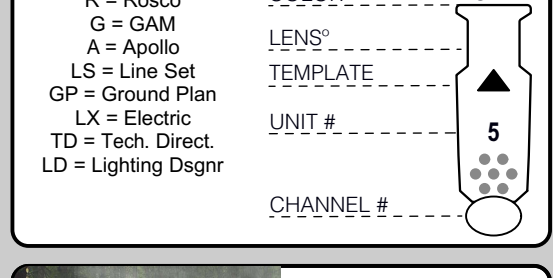 R = Rosco
G = GAM
A = Apollo
LS = Line Set
GP = Ground Plan
LX = Electric
TD = Tech. Direct.
LD = Lighting Dsgnr
COLOR
LENS°
TEMPLATE
UNIT #
5
CHANNEL #